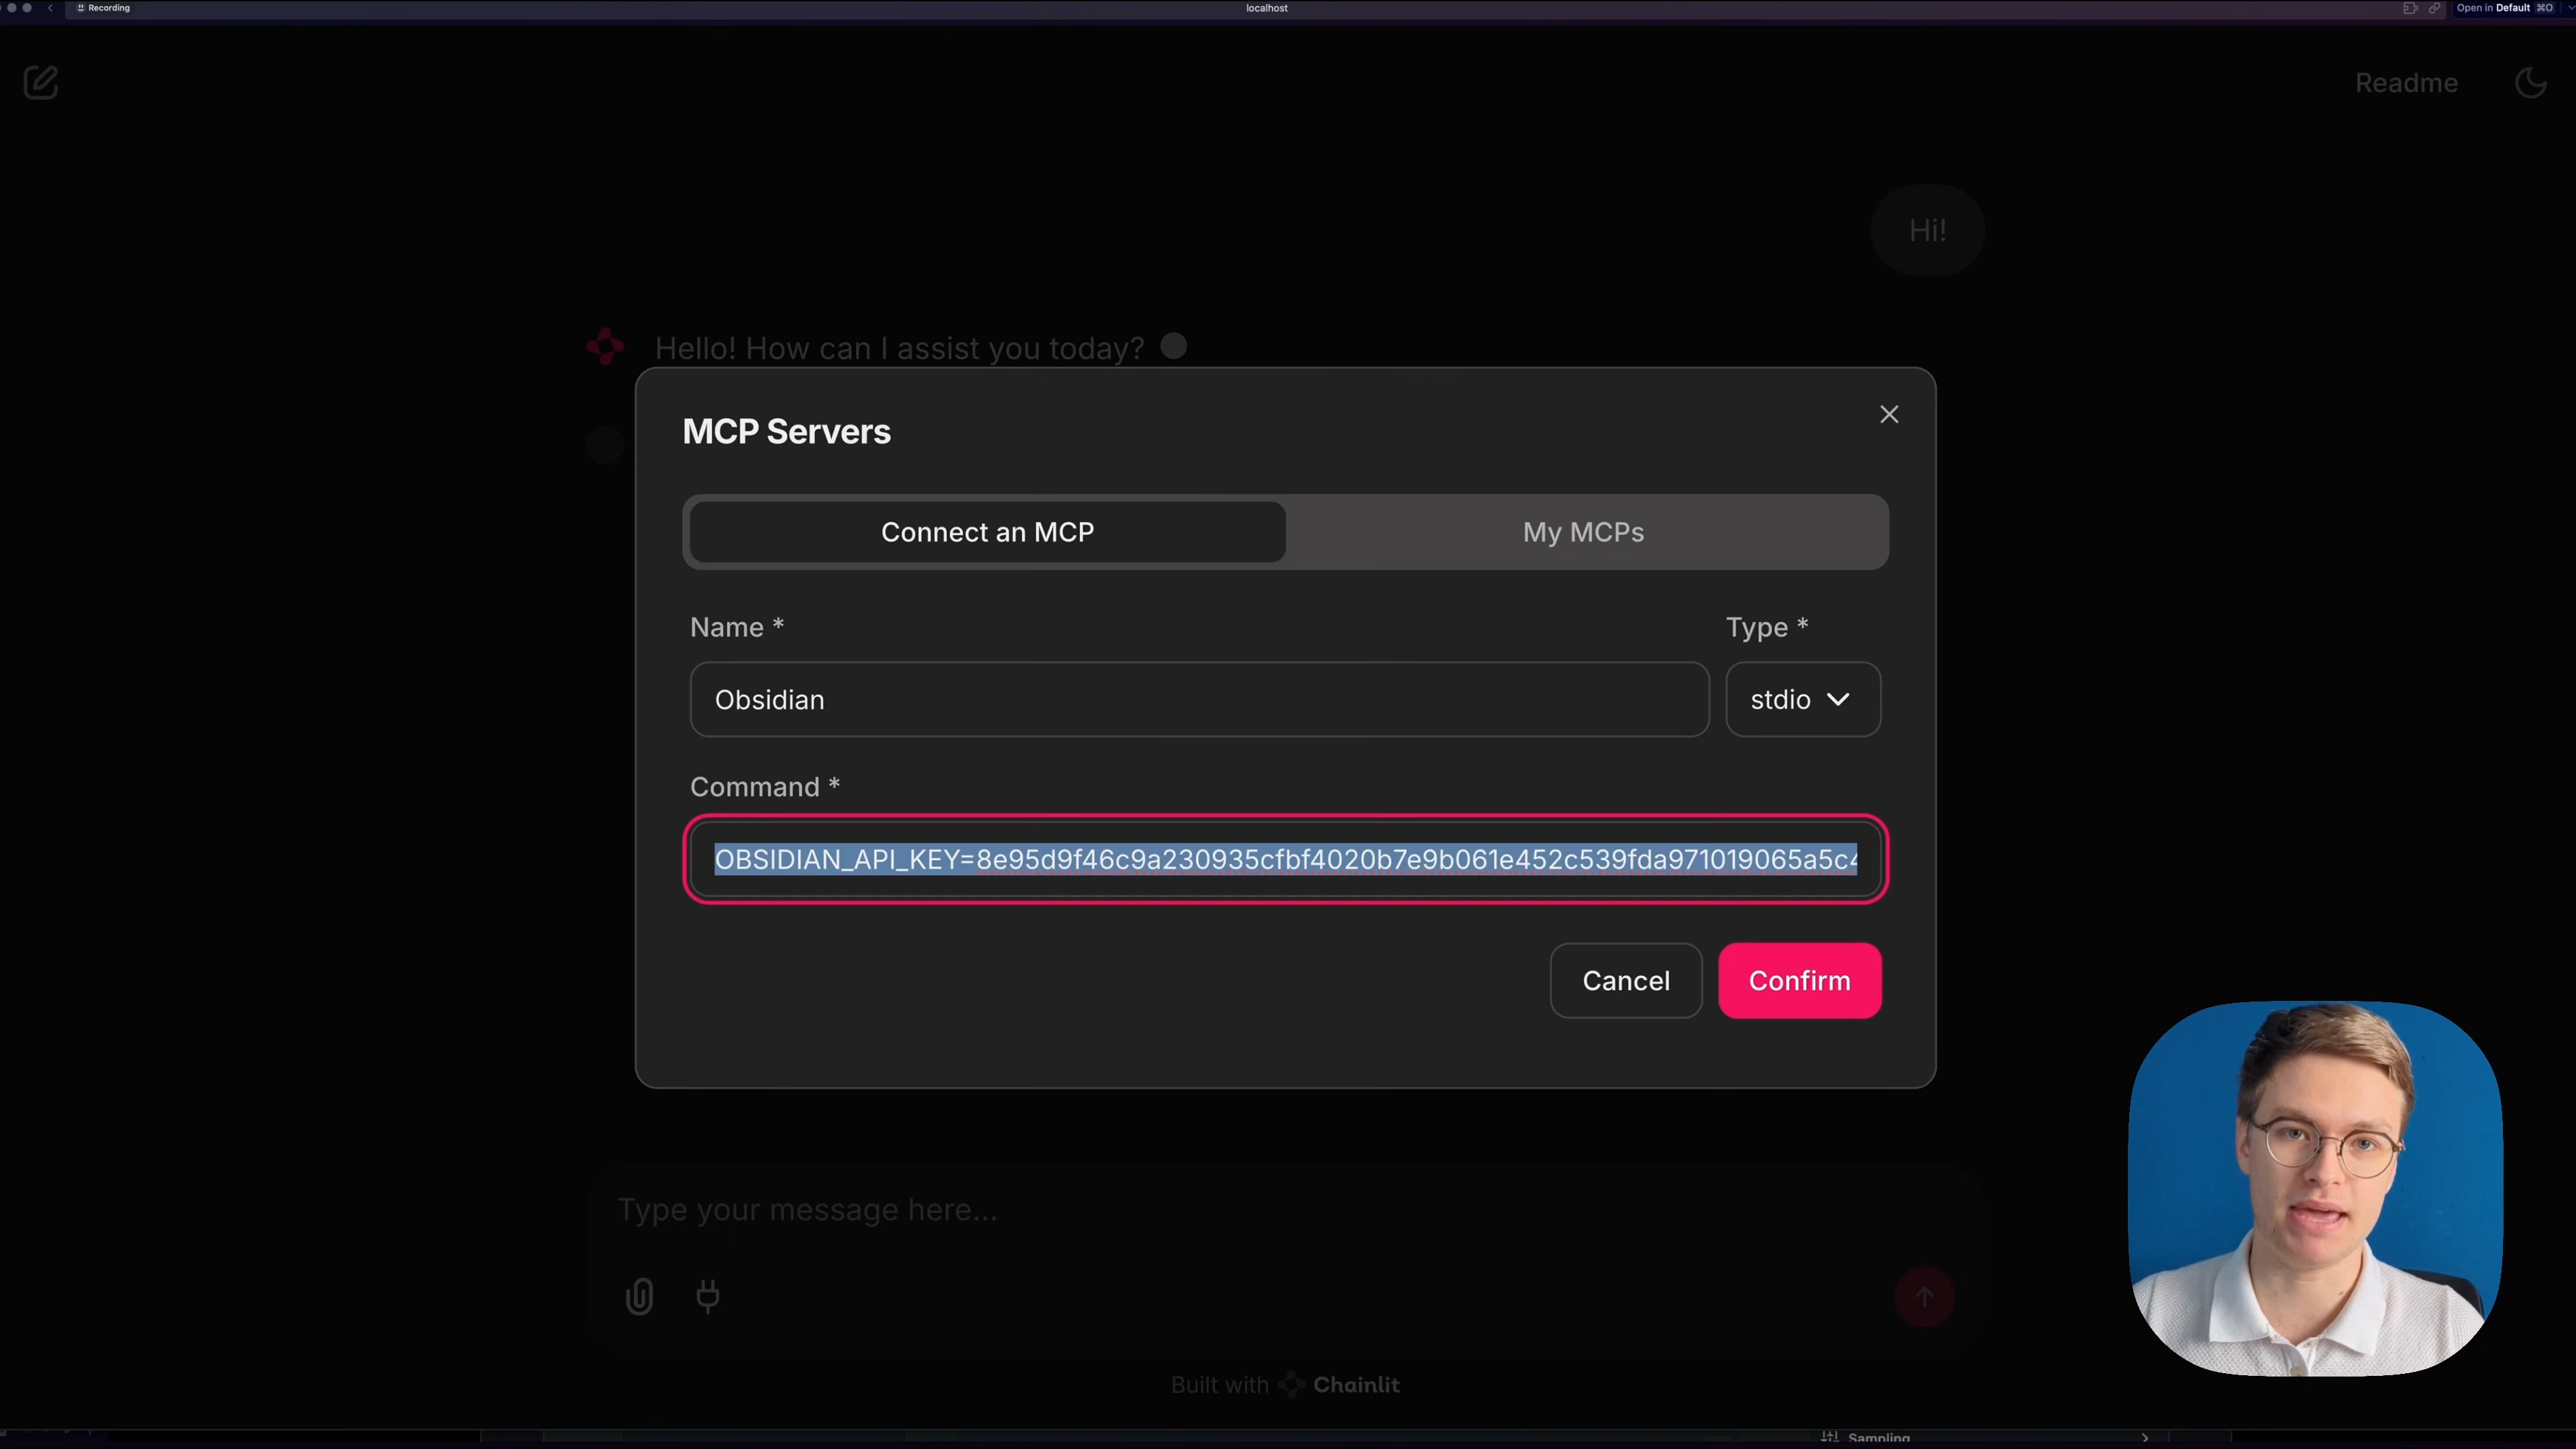 Recording
localhost
Open in Default ⌘O
Readme
Hi!
Hello! How can I assist you today?
MCP Servers
Connect an MCP
My MCPs
Name *
Type *
Obsidian
stdio
Command *
OBSIDIAN_API_KEY=8e95d9f46c9a230935cfbf4020b7e9b061e452c539fda971019065a5c4
Cancel
Confirm
Type your message here...
Built with Chainlit
Sampling